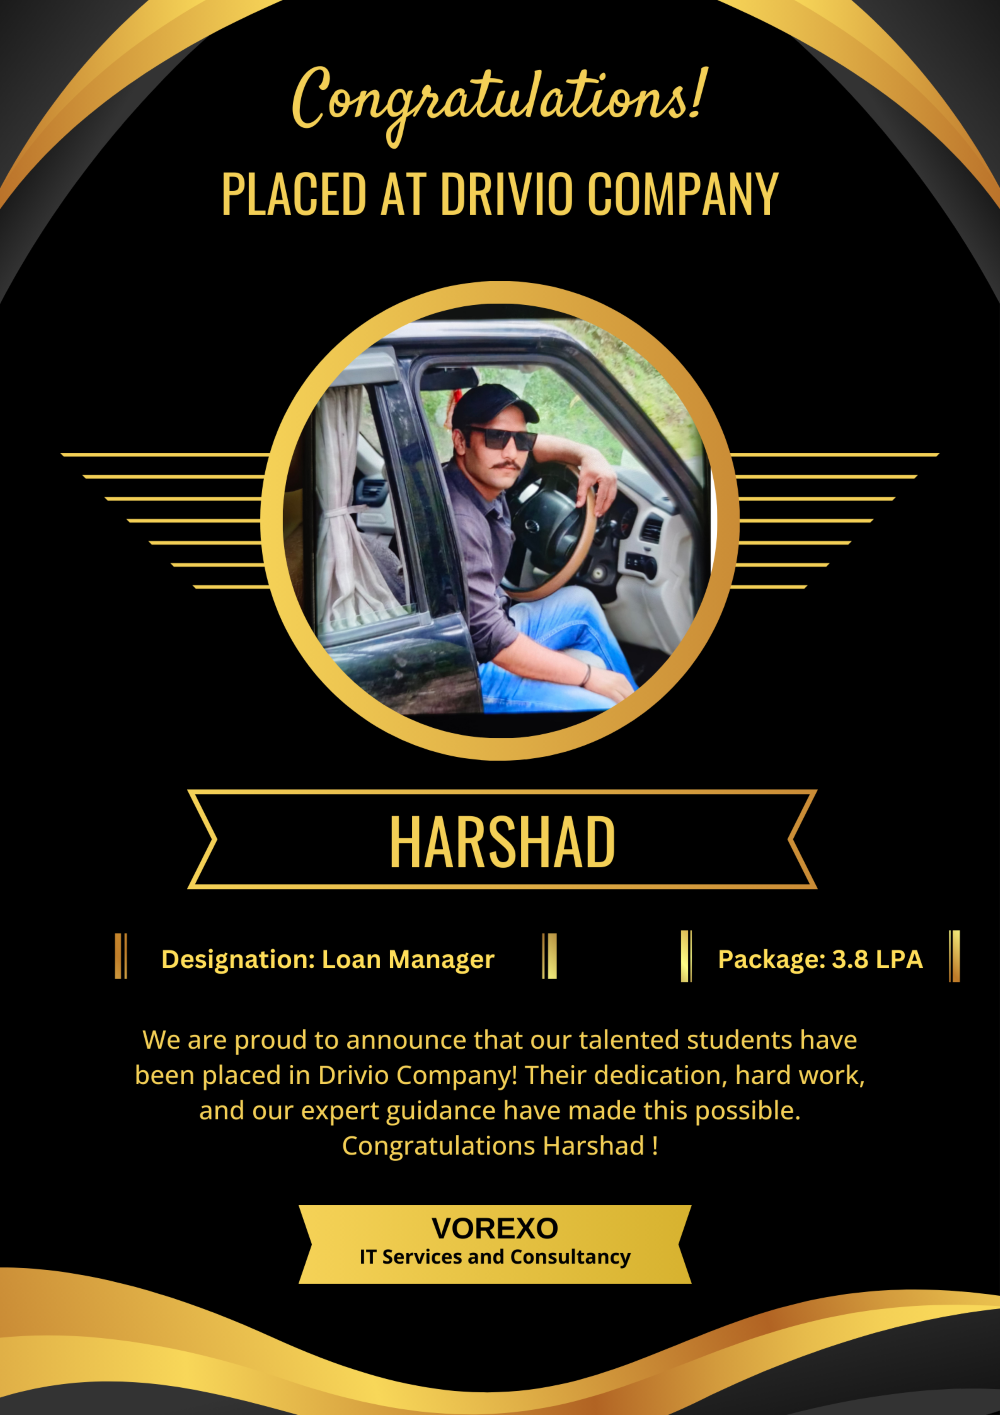 Congratulations!
PLACED AT DRIVIO COMPANY
HARSHAD
Designation: Loan Manager
Package: 3.8 LPA
We are proud to announce that our talented students have
been placed in Drivio Company! Their dedication, hard work,
and our expert guidance have made this possible.
Congratulations Harshad !
VOREXO
IT Services and Consultancy